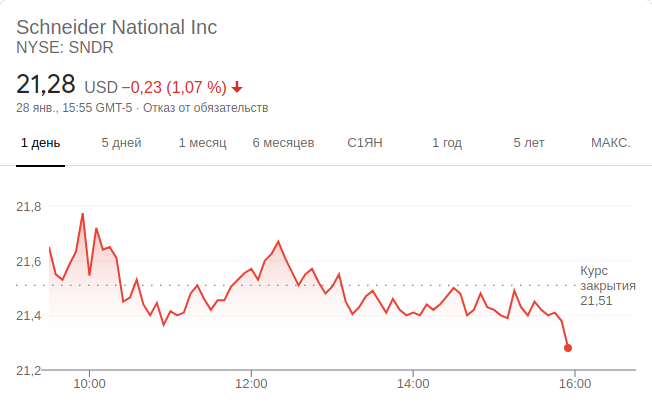 Schneider National Inc
NYSE: SNDR
21,28 USD −0,23 (1,07 %)
28 янв., 15:55 GMT-5 · Отказ от обязательств
1 день 5 дней 1 месяц 6 месяцев С1ЯН 1 год 5 лет МАКС.
21,8
21,6
21,4
21,2
Курс
закрытия
21,51
10:00 12:00 14:00 16:00